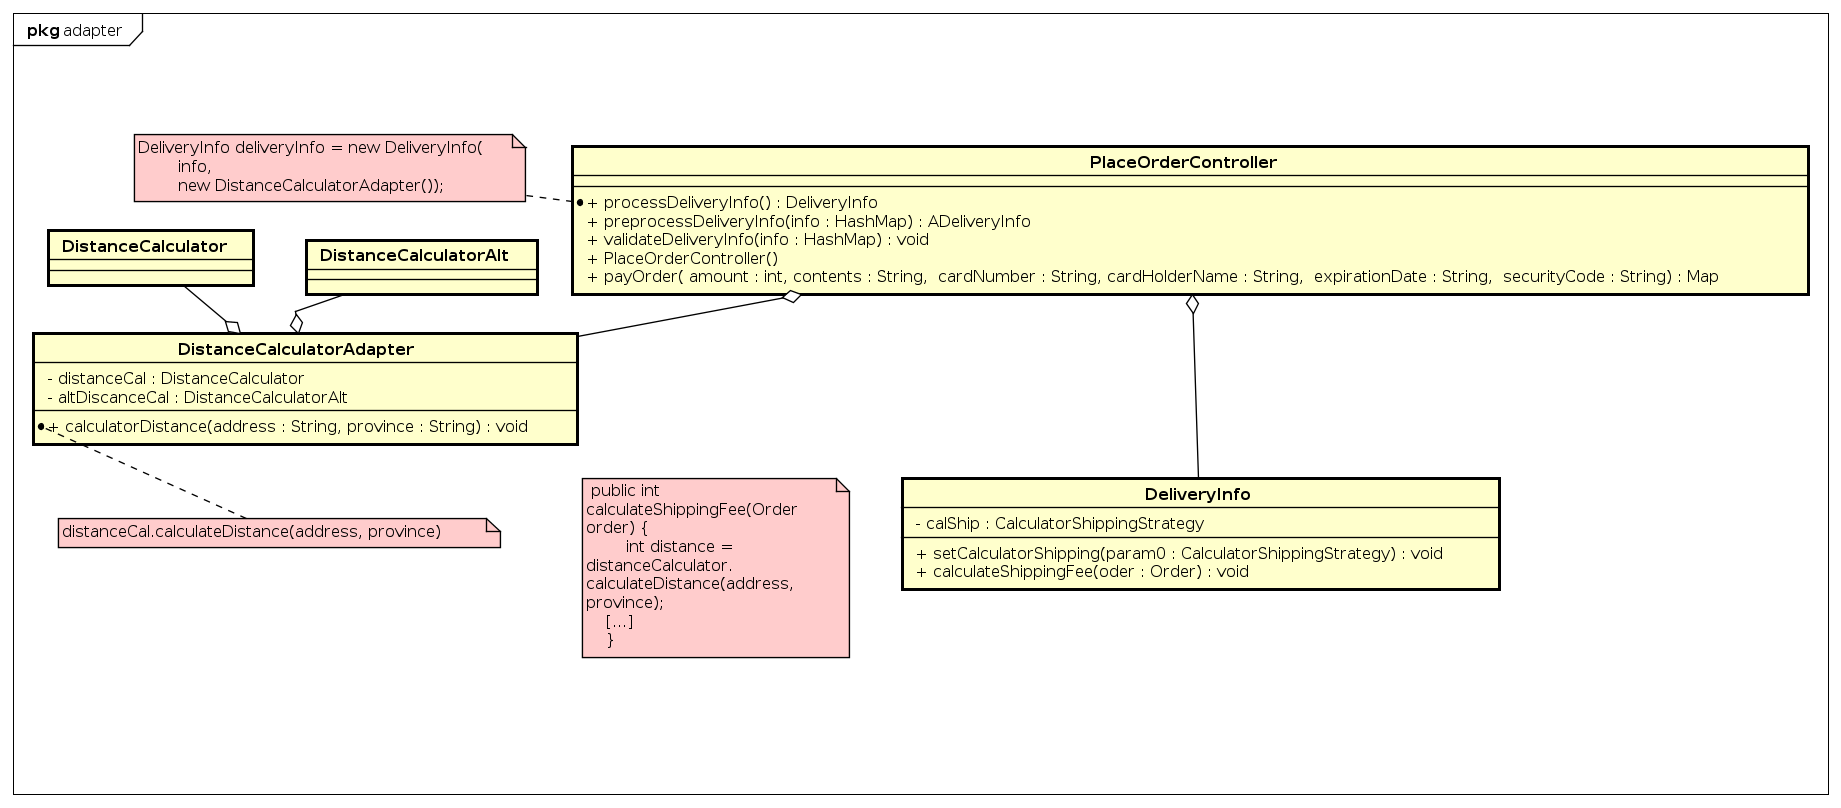 pkg adapter
DeliveryInfo deliveryInfo = new DeliveryInfo(
info,
new DistanceCalculatorAdapter());
PlaceOrderController
+ processDeliveryInfo() : DeliveryInfo
+ preprocessDeliveryInfo(info : HashMap) : ADeliveryInfo
+ validateDeliveryInfo(info : HashMap) : void
+ PlaceOrderController()
+ payOrder( amount : int, contents : String, cardNumber : String, cardHolderName : String, expirationDate : String, securityCode : String) : Map
DistanceCalculator
DistanceCalculatorAlt
DistanceCalculatorAdapter
- distanceCal : DistanceCalculator
- altDiscanceCal : DistanceCalculatorAlt
+ calculatorDistance(address : String, province : String) : void
distanceCal.calculateDistance(address, province)
public int
calculateShippingFee(Order
order) {
int distance =
distanceCalculator.
calculateDistance(address,
province);
[...]
}
DeliveryInfo
- calShip : CalculatorShippingStrategy
+ setCalculatorShipping(param0 : CalculatorShippingStrategy) : void
+ calculateShippingFee(oder : Order) : void